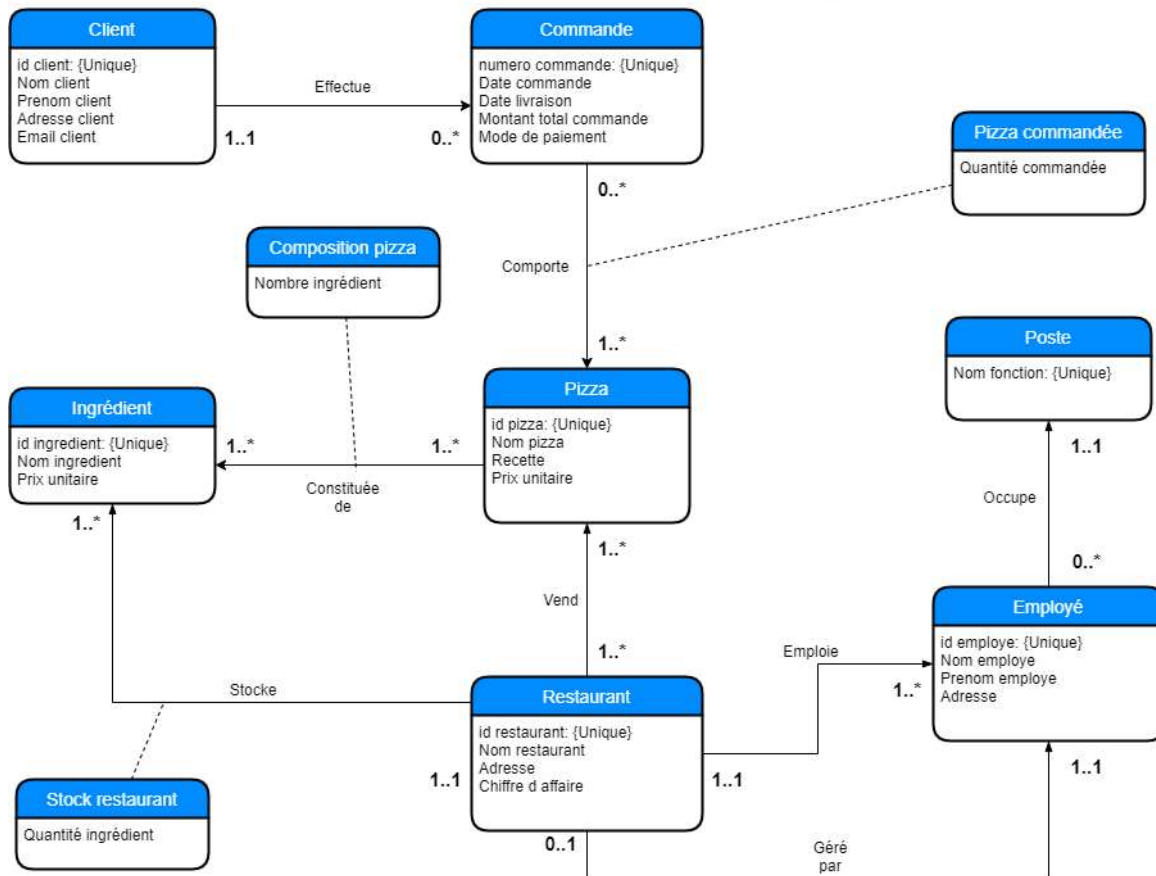 Client
id client: {Unique}
Nom client
Prenom client
Adresse client
Email client
Effectue
1..1
0..*
Commande
numero commande: {Unique}
Date commande
Date livraison
Montant total commande
Mode de paiement
0..*
Pizza commandée
Quantité commandée
Composition pizza
Nombre ingrédient
Comporte
1..*
Poste
Nom fonction: {Unique}
1..1
Ingrédient
id ingredient: {Unique}
Nom ingredient
Prix unitaire
1..*
1..*
Constituée
de
Pizza
id pizza: {Unique}
Nom pizza
Recette
Prix unitaire
1..*
1..*
Occupe
0..*
Vend
1..*
Emploie
1..*
Employé
id employe: {Unique}
Nom employe
Prenom employe
Adresse
1..1
Stocke
Restaurant
id restaurant: {Unique}
Nom restaurant
Adresse
Chiffre d affaire
1..1
1..1
0..1
Stock restaurant
Quantité ingrédient
Géré
par